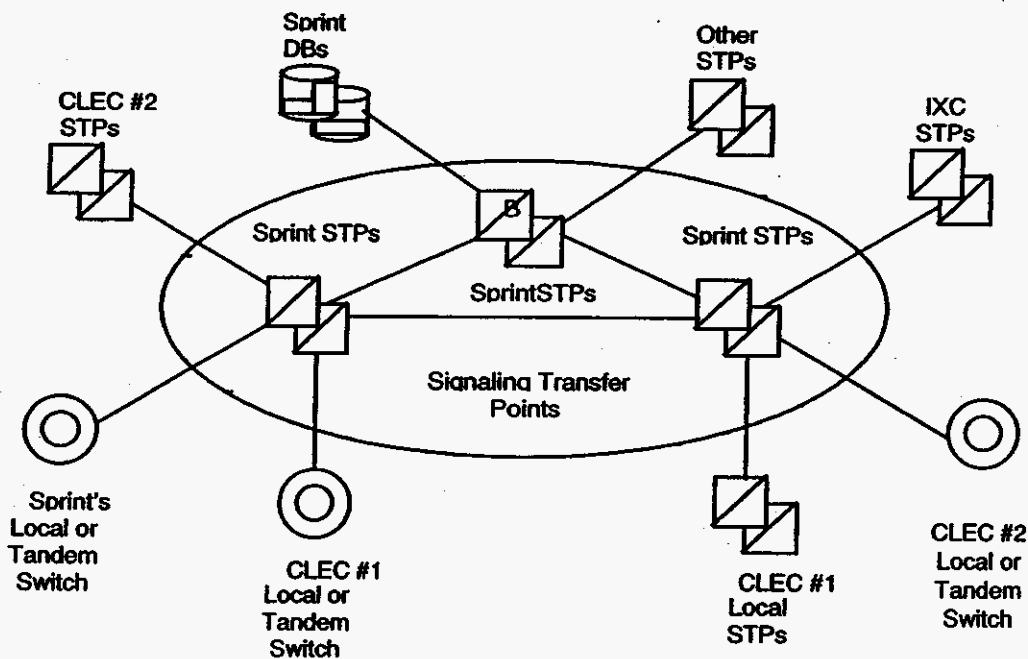 Sprint
DBs
Other
STPs
CLEC #2
STPs
IXC
STPs
B
Sprint STPs
Sprint STPs
SprintSTPs
Signaling Transfer
Points
Sprint's
Local or
Tandem
Switch
CLEC #1
Local or
Tandem
Switch
CLEC #1
Local
STPs
CLEC #2
Local or
Tandem
Switch